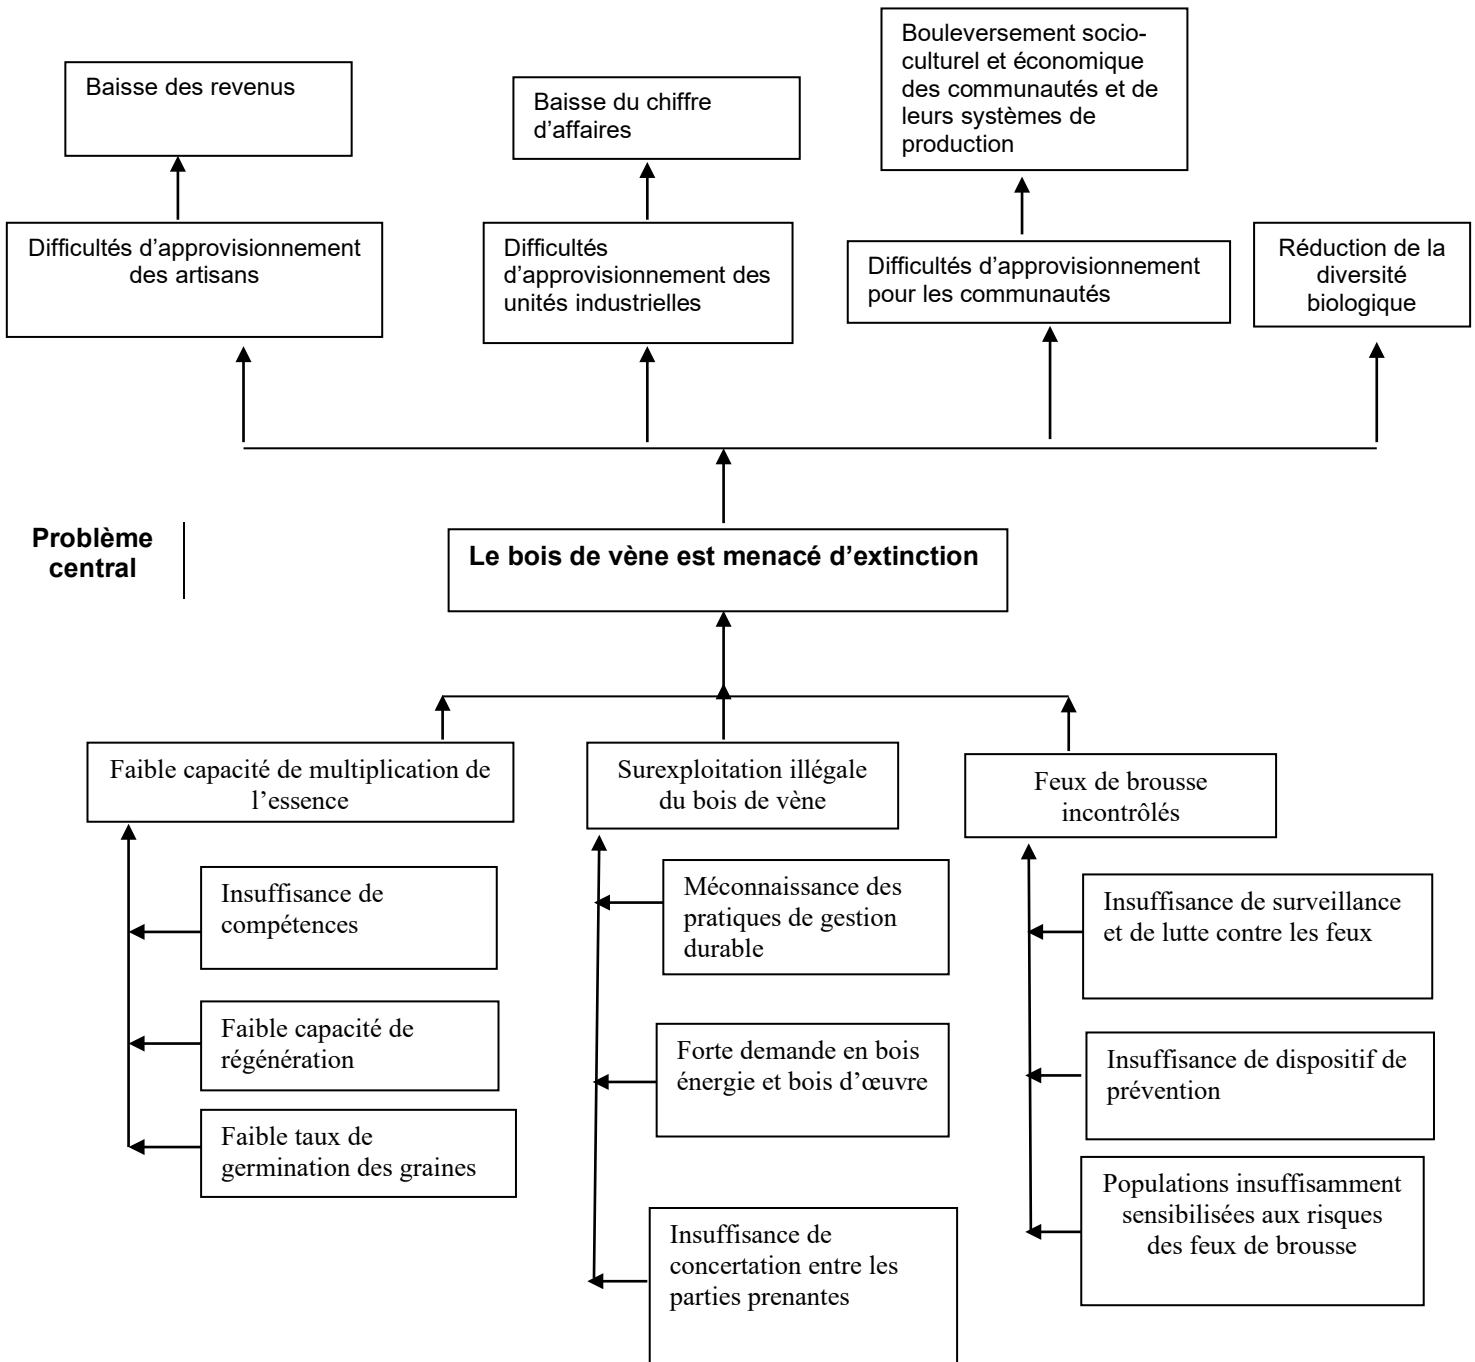 Baisse des revenus
Baisse du chiffre
d’affaires
Bouleversement socio-
culturel et économique
des communautés et de
leurs systèmes de
production
Difficultés d’approvisionnement
des artisans
Difficultés
d’approvisionnement des
unités industrielles
Difficultés d’approvisionnement
pour les communautés
Réduction de la
diversité
biologique
Problème
central
Le bois de vène est menacé d’extinction
Faible capacité de multiplication de
l’essence
Surexploitation illégale
du bois de vène
Feux de brousse
incontrôlés
Insuffisance de
compétences
Faible capacité de
régénération
Faible taux de
germination des graines
Méconnaissance des
pratiques de gestion
durable
Forte demande en bois
énergie et bois d’œuvre
Insuffisance de
concertation entre les
parties prenantes
Insuffisance de surveillance
et de lutte contre les feux
Insuffisance de dispositif de
prévention
Populations insuffisamment
sensibilisées aux risques
des feux de brousse